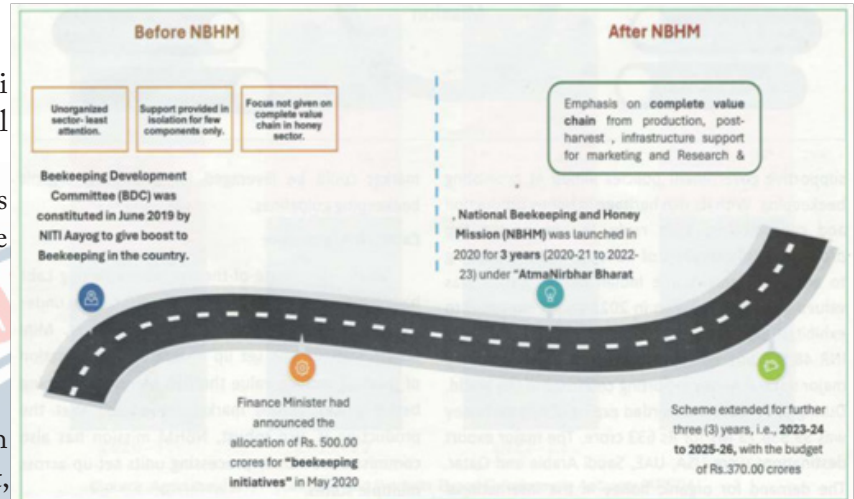 Before NBHM
After NBHM
Unorganized
sector- least
attention.
Support provided in
isolation for few
components only.
Focus not given on
complete value
chain in honey
sector.
Emphasis on complete value
chain from production, post-
harvest , infrastructure support
for marketing and Research &
Beekeeping Development
Committee (BDC) was
constituted in June 2019 by
NITI Aayog to give boost to
Beekeeping in the country.
, National Beekeeping and Honey
Mission (NBHM) was launched in
2020 for 3 years (2020-21 to 2022-
23) under "AtmaNirbhar Bharat
Finance Minister had
announced the
allocation of Rs. 500.00
crores for "beekeeping
initiatives" in May 2020
Scheme extended for further
three (3) years, i.e., 2023-24
to 2025-26, with the budget
of Rs.370.00 crores